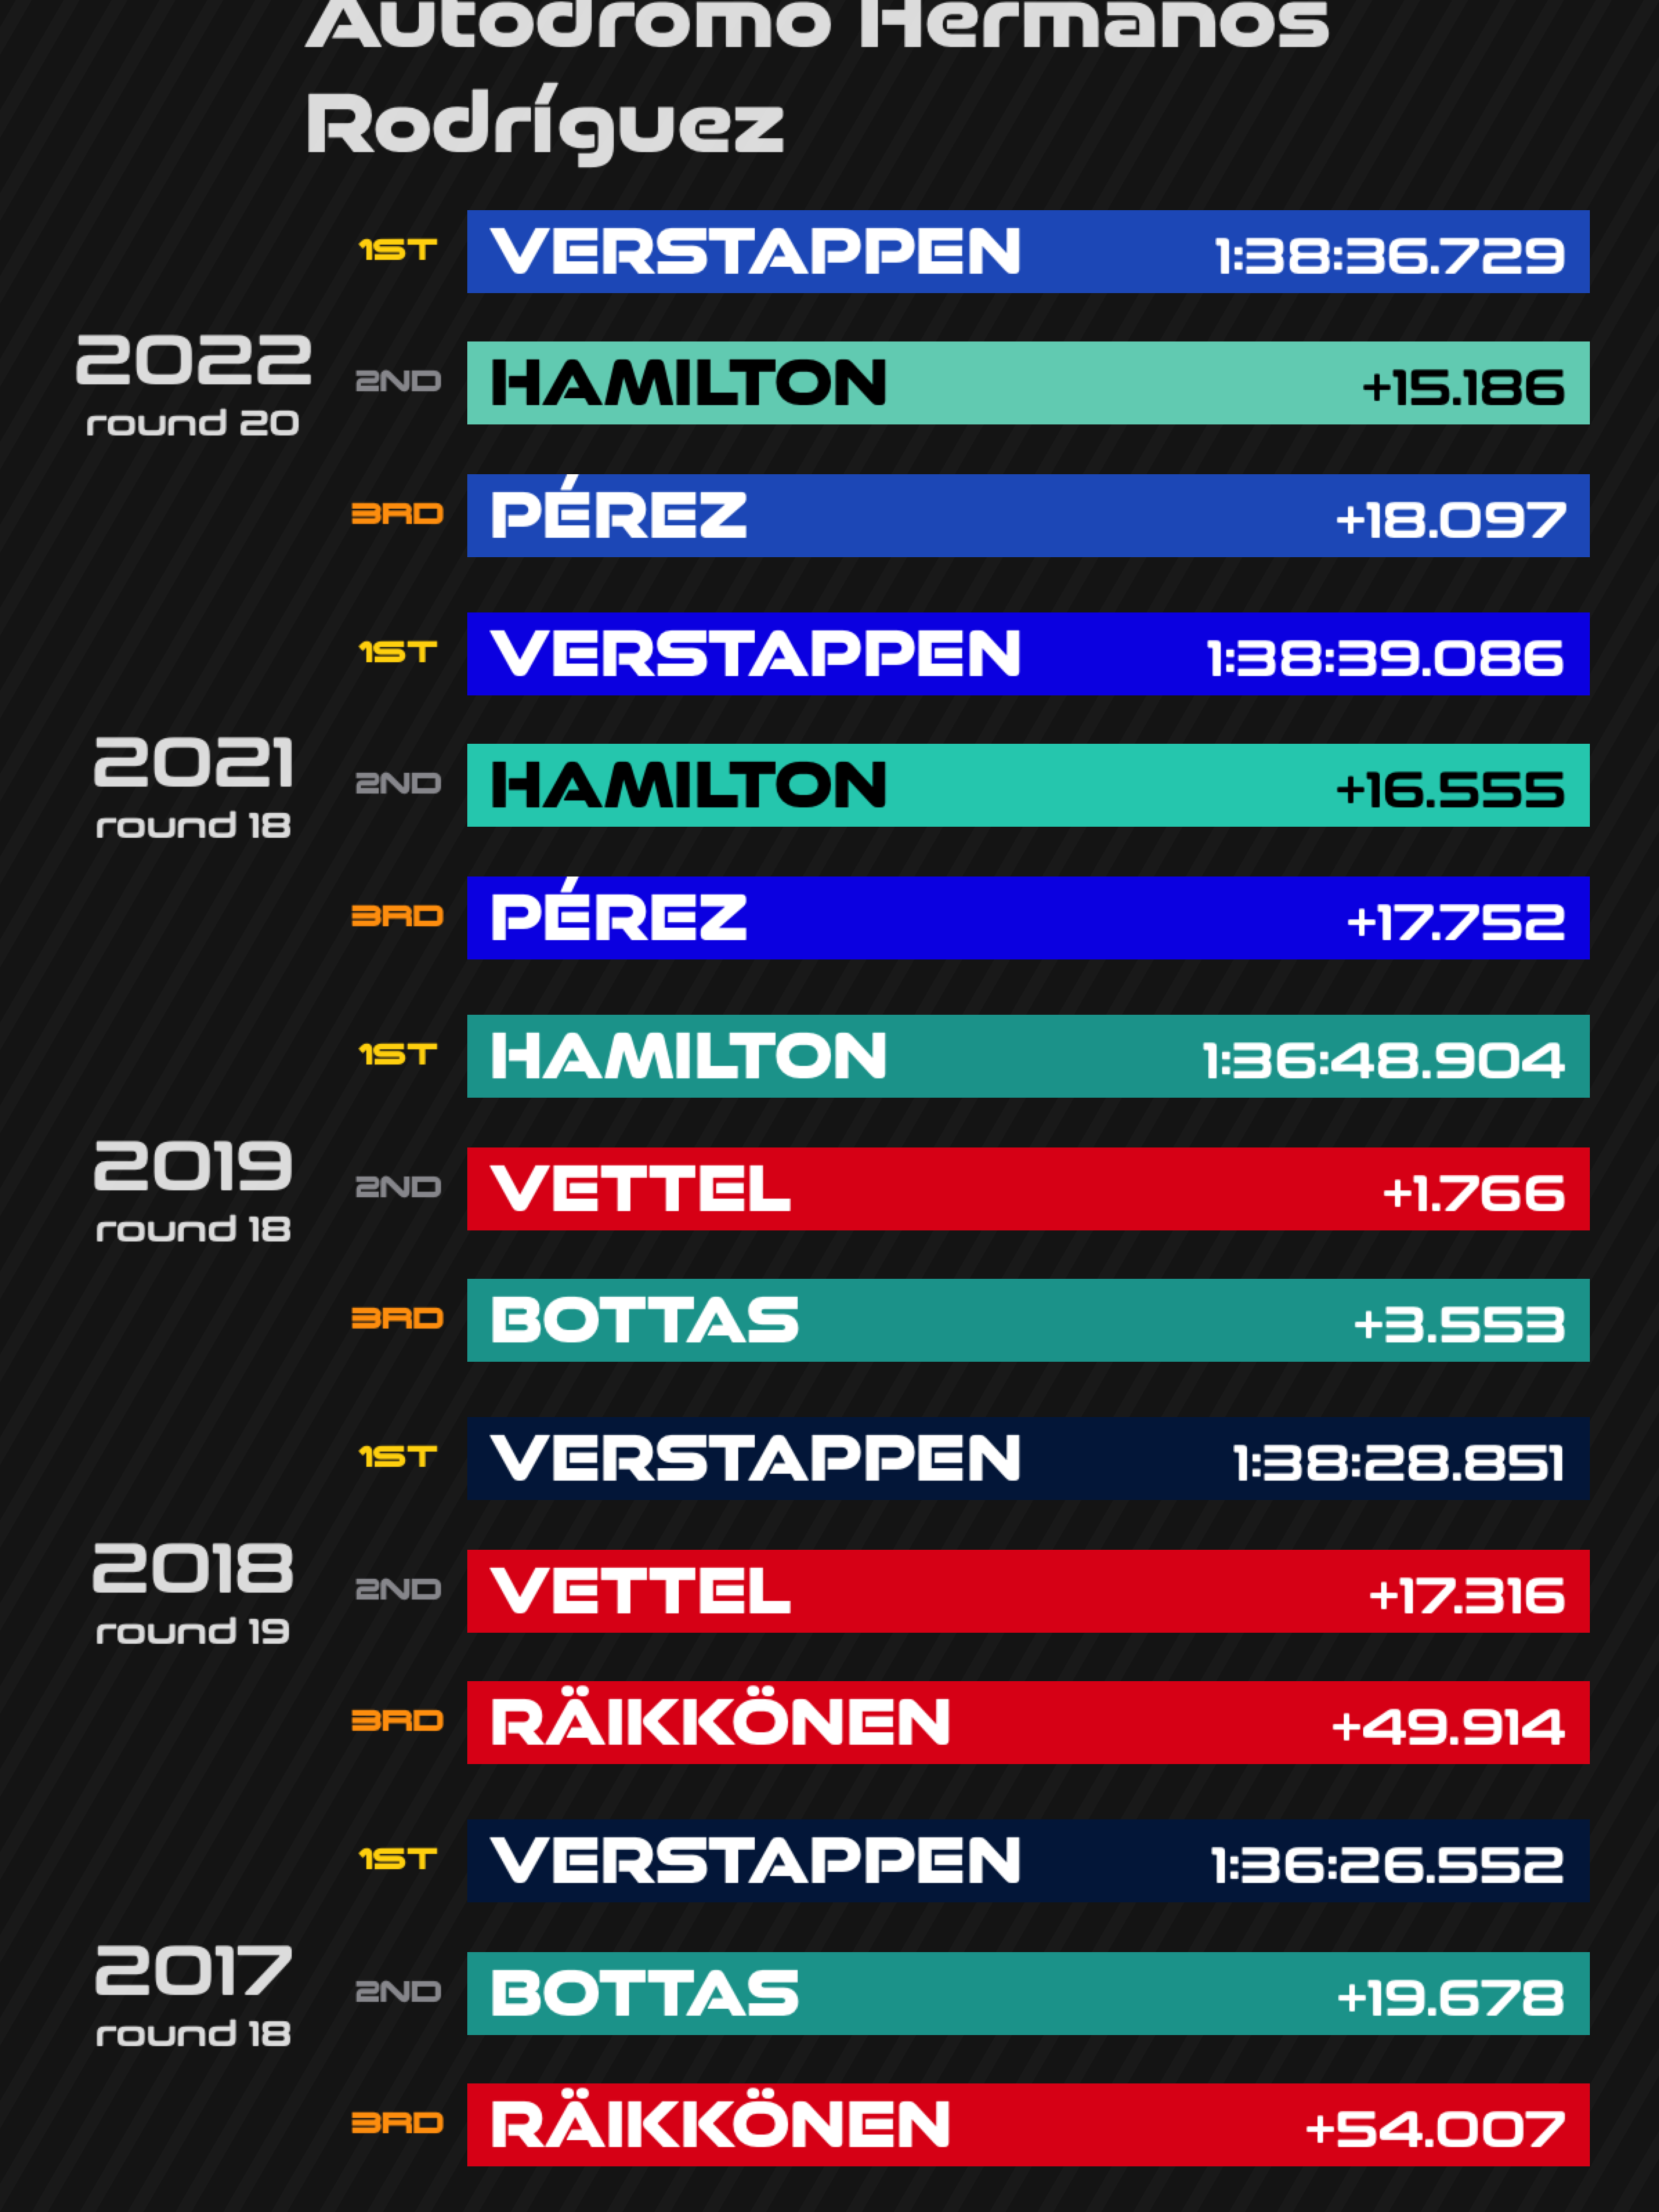 Autodromo Hermanos
Rodríguez
1ST VERSTAPPEN 1:38:36.729
2022
round 20
2ND HAMILTON +15.186
3RD PÉREZ +18.097
1ST VERSTAPPEN 1:38:39.086
2021
round 18
2ND HAMILTON +16.555
3RD PÉREZ +17.752
1ST HAMILTON 1:36:48.904
2019
round 18
2ND VETTEL +1.766
3RD BOTTAS +3.553
1ST VERSTAPPEN 1:38:28.851
2018
round 19
2ND VETTEL +17.316
3RD RÄIKKÖNEN +49.914
1ST VERSTAPPEN 1:36:26.552
2017
round 18
2ND BOTTAS +19.678
3RD RÄIKKÖNEN +54.007